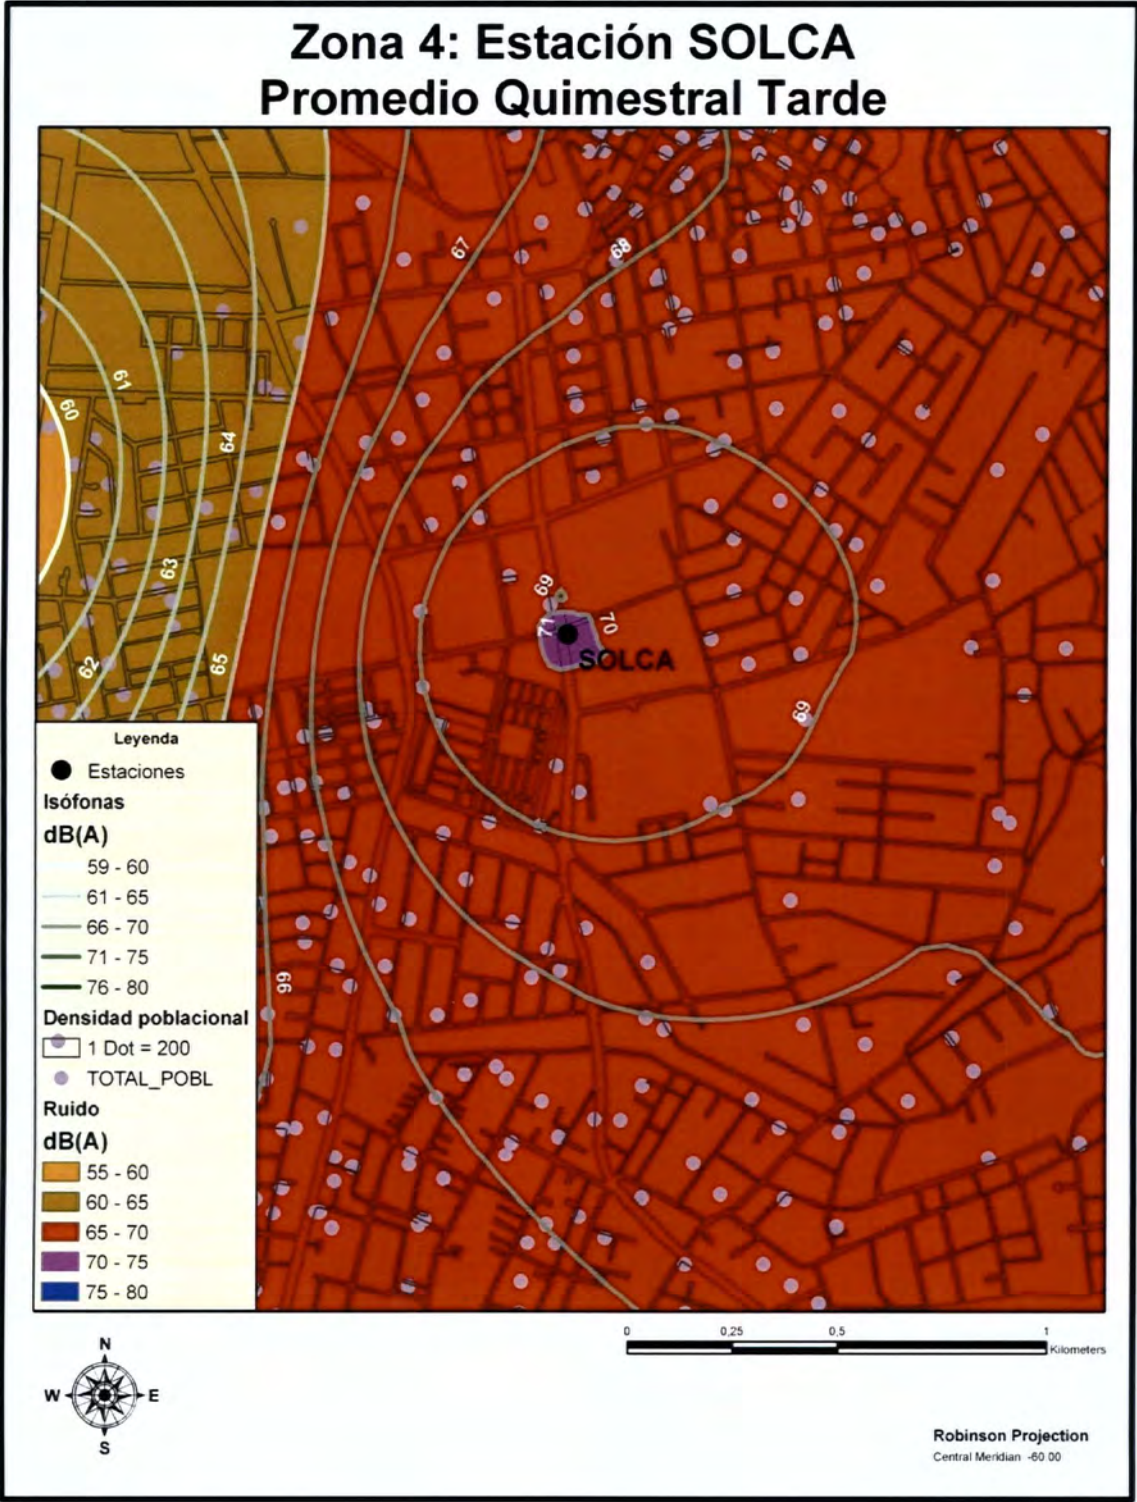 Zona 4: Estación SOLCA
Promedio Quimestral Tarde
67
68
61
60
64
63
69
71
70
SOLCA
62
65
69
66
Leyenda
Estaciones
Isófonas
dB(A)
59 - 60
61 - 65
66 - 70
71 - 75
76 - 80
Densidad poblacional
1 Dot = 200
TOTAL_POBL
Ruido
dB(A)
55 - 60
60 - 65
65 - 70
70 - 75
75 - 80
0 0,25 0,5 1
Kilometers
N
W E
S
Robinson Projection
Central Meridian -60.00